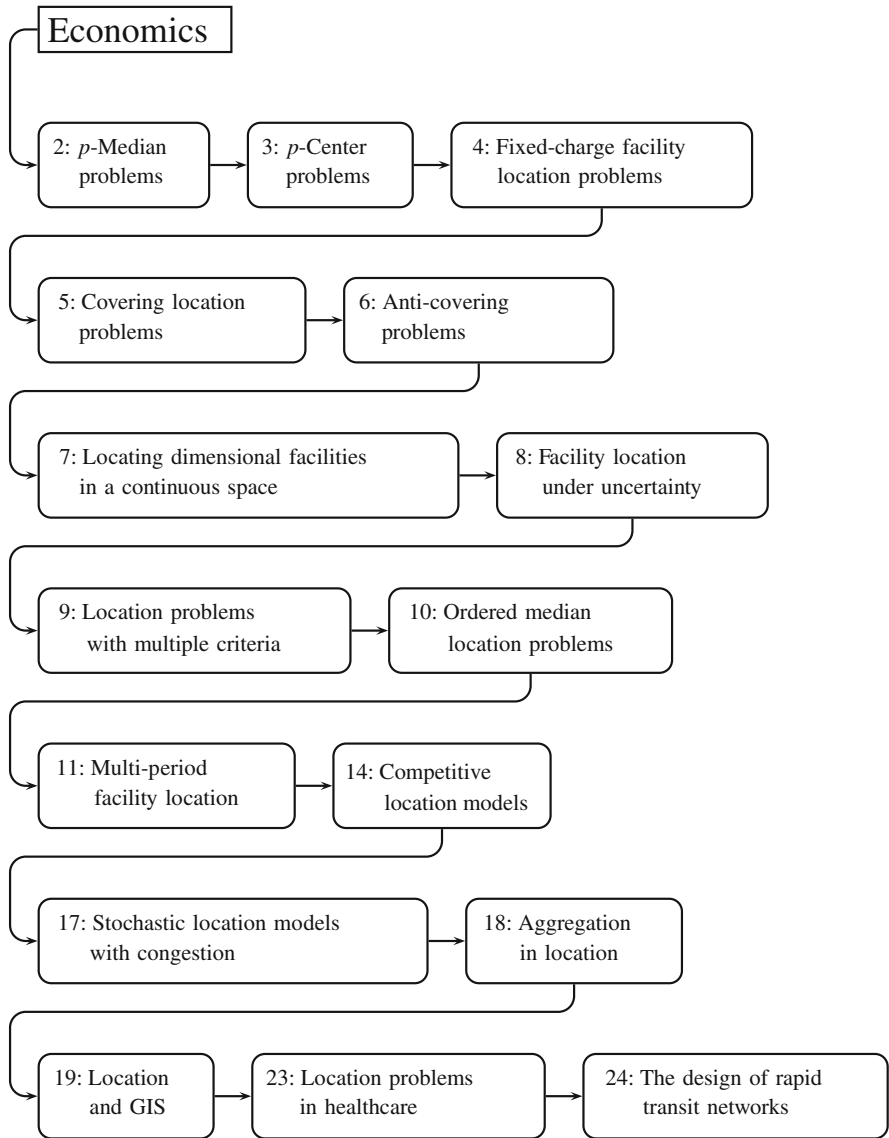 Economics
2: p-Median
problems
3: p-Center
problems
4: Fixed-charge facility
location problems
5: Covering location
problems
6: Anti-covering
problems
7: Locating dimensional facilities
in a continuous space
8: Facility location
under uncertainty
9: Location problems
with multiple criteria
10: Ordered median
location problems
11: Multi-period
facility location
14: Competitive
location models
17: Stochastic location models
with congestion
18: Aggregation
in location
19: Location
and GIS
23: Location problems
in healthcare
24: The design of rapid
transit networks